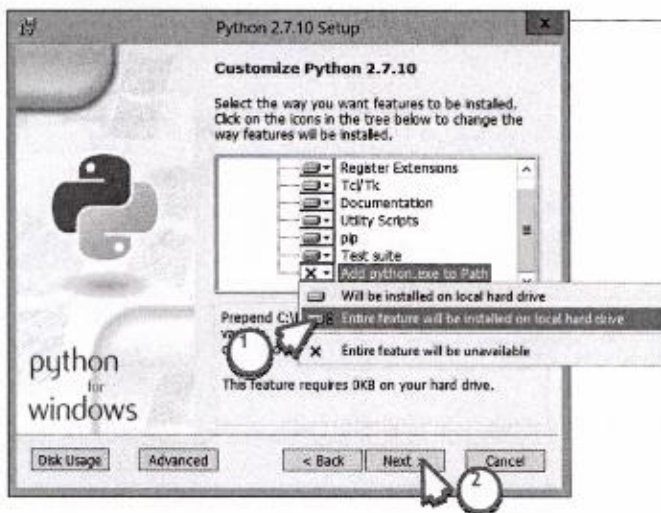 Python 2.7.10 Setup
x
Customize Python 2.7.10
Select the way you want features to be installed.
Click on the icons in the tree below to change the
way features will be installed.
Register Extensions
Tcl/Tk
Documentation
Utility Scripts
pip
Test suite
X Add python.exe to Path
Will be installed on local hard drive
Prepend C:\
Entire feature will be installed on local hard drive
1
X Entire feature will be unavailable
This feature requires 0KB on your hard drive.
python
for
windows
Disk Usage
Advanced
< Back
Next >
Cancel
2